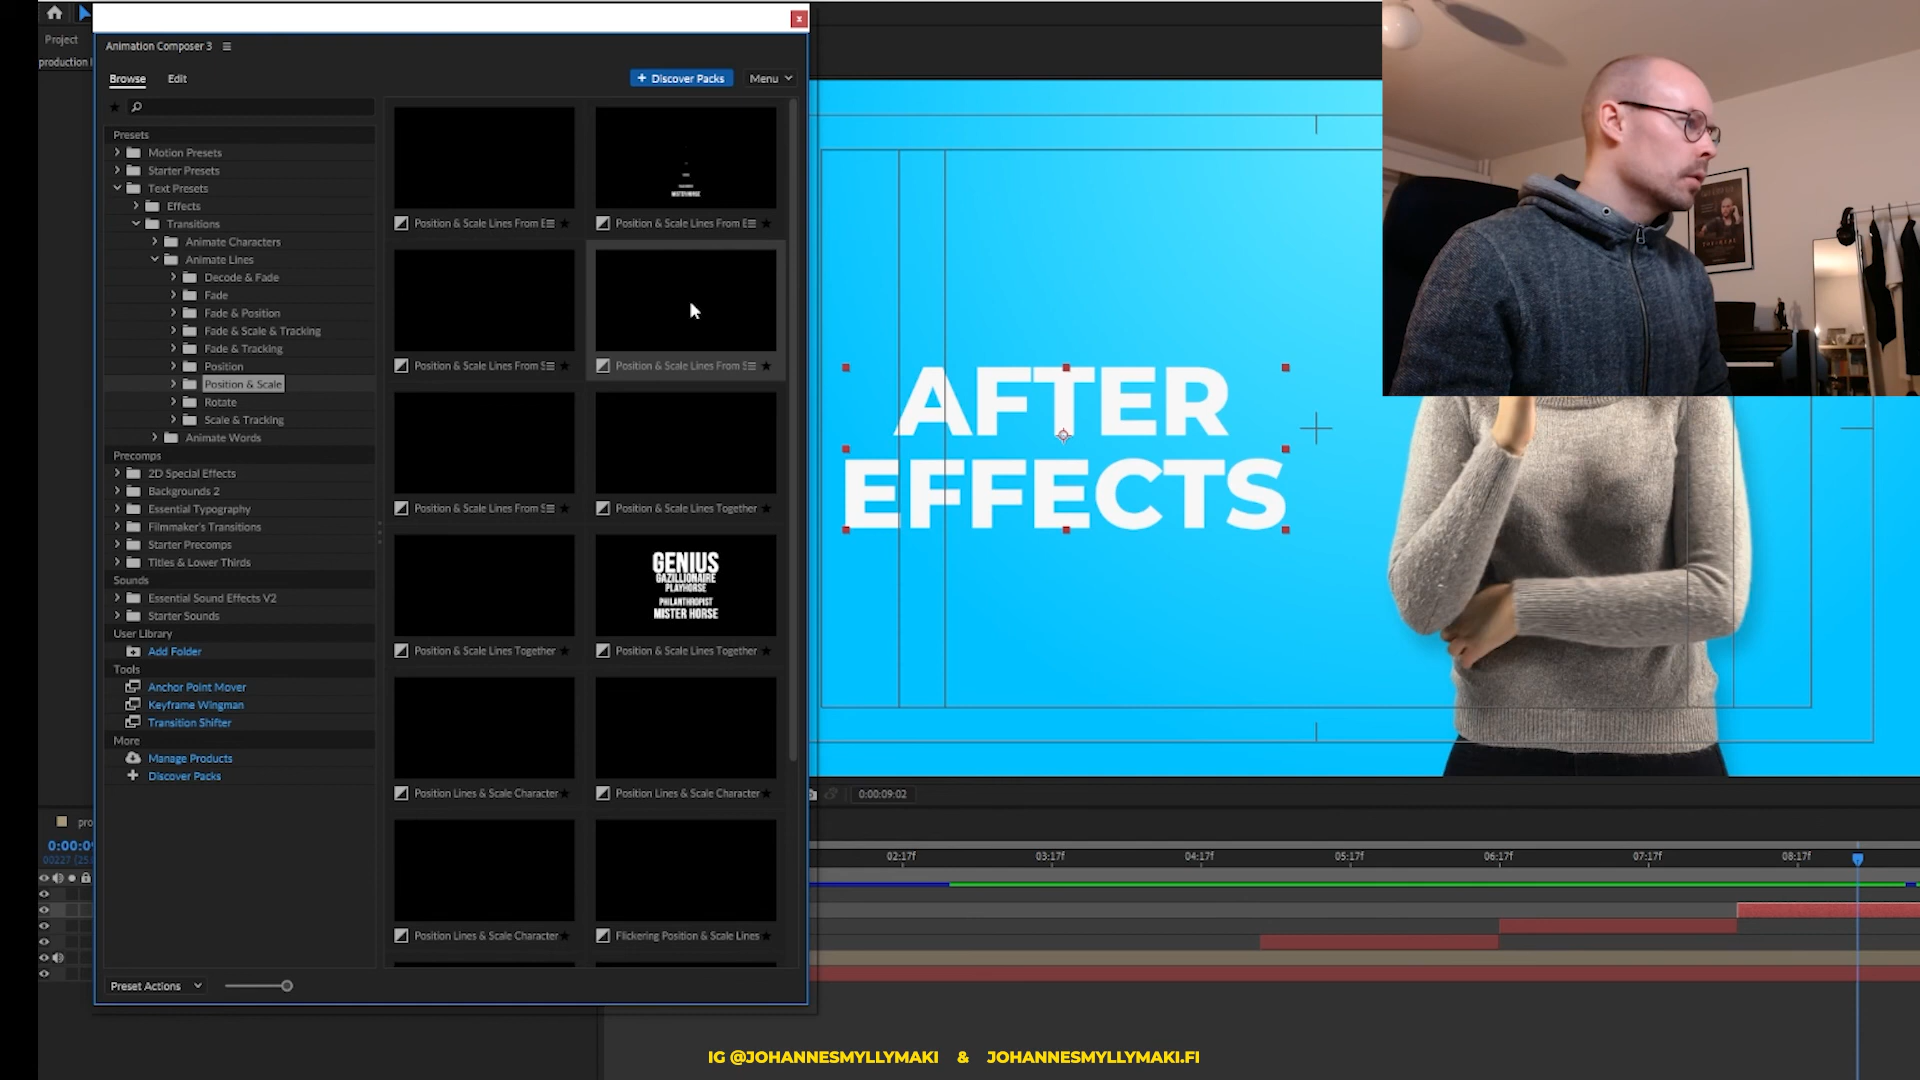 Project
production
Animation Composer 3
Browse
Edit
+ Discover Packs
Menu
Presets
Motion Presets
Starter Presets
Text Presets
Effects
Transitions
Animate Characters
Animate Lines
Decode & Fade
Fade
Fade & Position
Fade & Scale & Tracking
Fade & Tracking
Position
Position & Scale
Rotate
Scale & Tracking
Animate Words
Precomps
2D Special Effects
Backgrounds 2
Essential Typography
Filmmaker's Transitions
Starter Precomps
Titles & Lower Thirds
Sounds
Essential Sound Effects V2
Starter Sounds
User Library
Add Folder
Tools
Anchor Point Mover
Keyframe Wingman
Transition Shifter
More
Manage Products
Discover Packs
Preset Actions
MISTER HORSE
Position & Scale Lines From E
Position & Scale Lines From E
Position & Scale Lines From S
Position & Scale Lines From S
Position & Scale Lines From S
Position & Scale Lines Together
GENIUS
GAZILLIONAIRE
PLAYHORSE
PHILANTHROPIST
MISTER HORSE
Position & Scale Lines Together
Position & Scale Lines Together
Position Lines & Scale Character
Position Lines & Scale Character
Position Lines & Scale Character
Flickering Position & Scale Lines
AFTER
EFFECTS
0:00:09:02
pro
0:00:09
00227 (25
02:17f
03:17f
04:17f
05:17f
06:17f
07:17f
08:17f
IG @JOHANNESMYLLYMAKI & JOHANNESMYLLYMAKI.FI